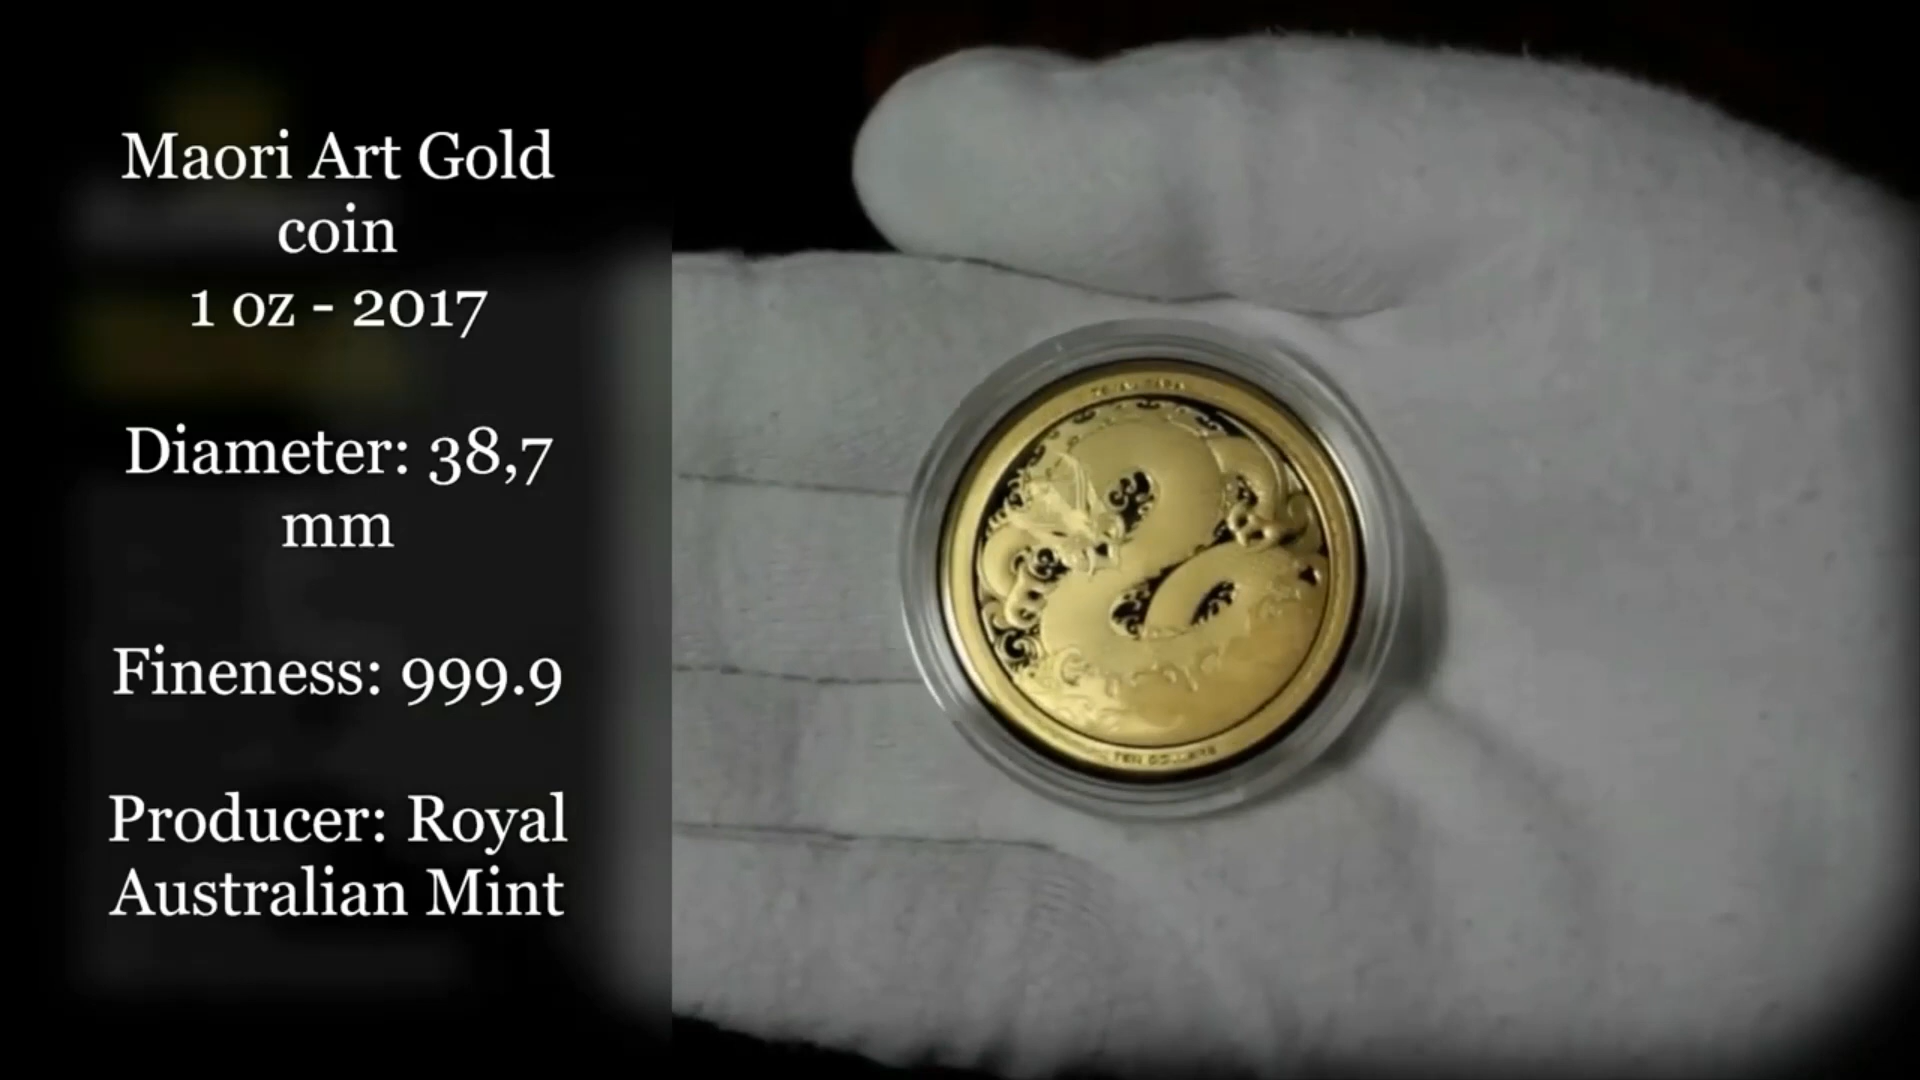 Maori Art Gold
coin
1 oz - 2017
Diameter: 38,7
mm
Fineness: 999.9
Producer: Royal
Australian Mint
TEN DOLLARS